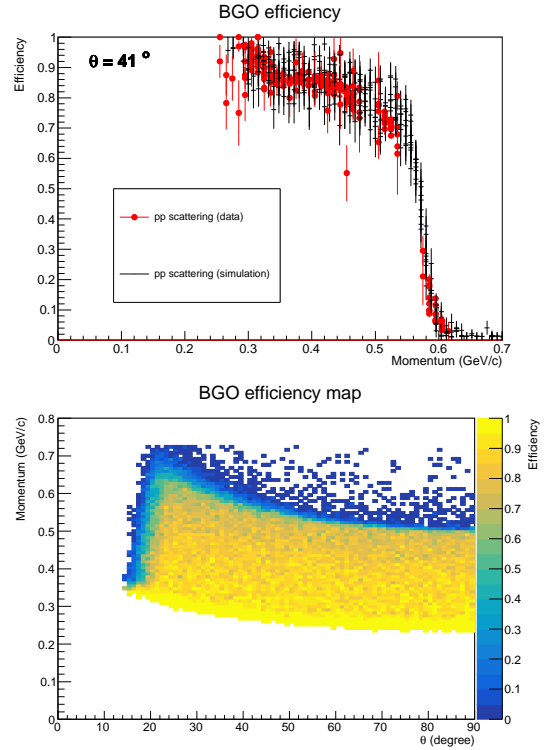 BGO efficiency
Efficiency
θ = 41 °
1
0.9
0.8
0.7
0.6
0.5
0.4
0.3
0.2
0.1
0
pp scattering (data)
pp scattering (simulation)
0 0.1 0.2 0.3 0.4 0.5 0.6 0.7
Momentum (GeV/c)
BGO efficiency map
Momentum (GeV/c)
0.8
0.7
0.6
0.5
0.4
0.3
0.2
0.1
0
0 10 20 30 40 50 60 70 80 90
θ (degree)
1
0.9
0.8
0.7
0.6
0.5
0.4
0.3
0.2
0.1
0
Efficiency